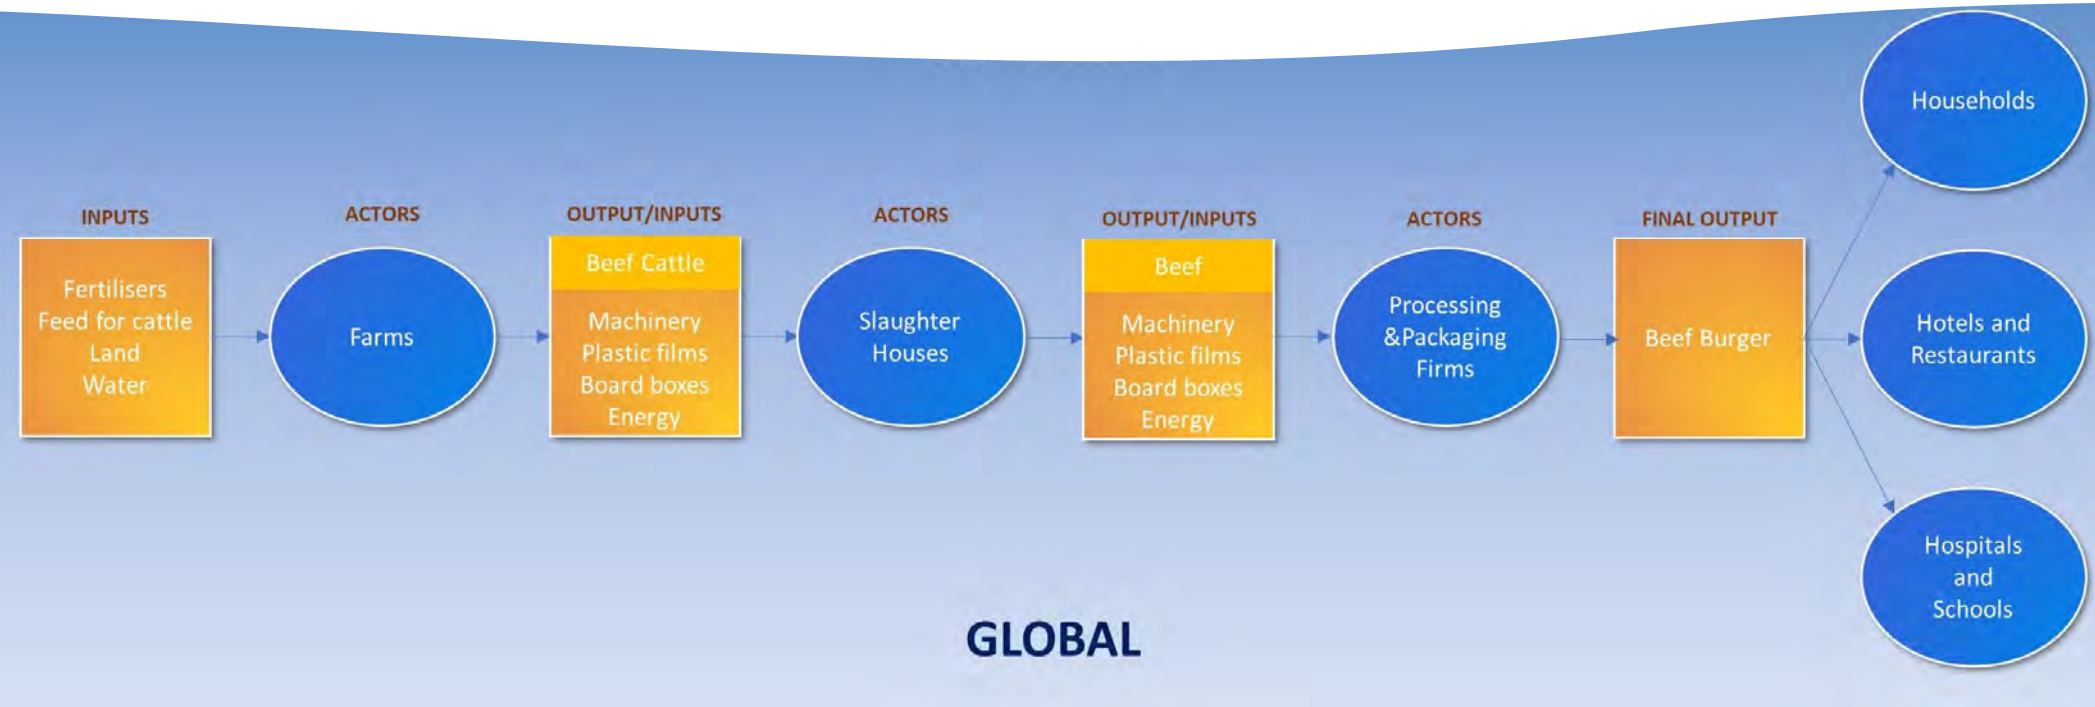 INPUTS
Fertilisers
Feed for cattle
Land
Water
ACTORS
Farms
OUTPUT/INPUTS
Beef Cattle
Machinery
Plastic films
Board boxes
Energy
ACTORS
Slaughter
Houses
OUTPUT/INPUTS
Beef
Machinery
Plastic films
Board boxes
Energy
ACTORS
Processing
&Packaging
Firms
FINAL OUTPUT
Beef Burger
Households
Hotels and
Restaurants
Hospitals
and
Schools
GLOBAL